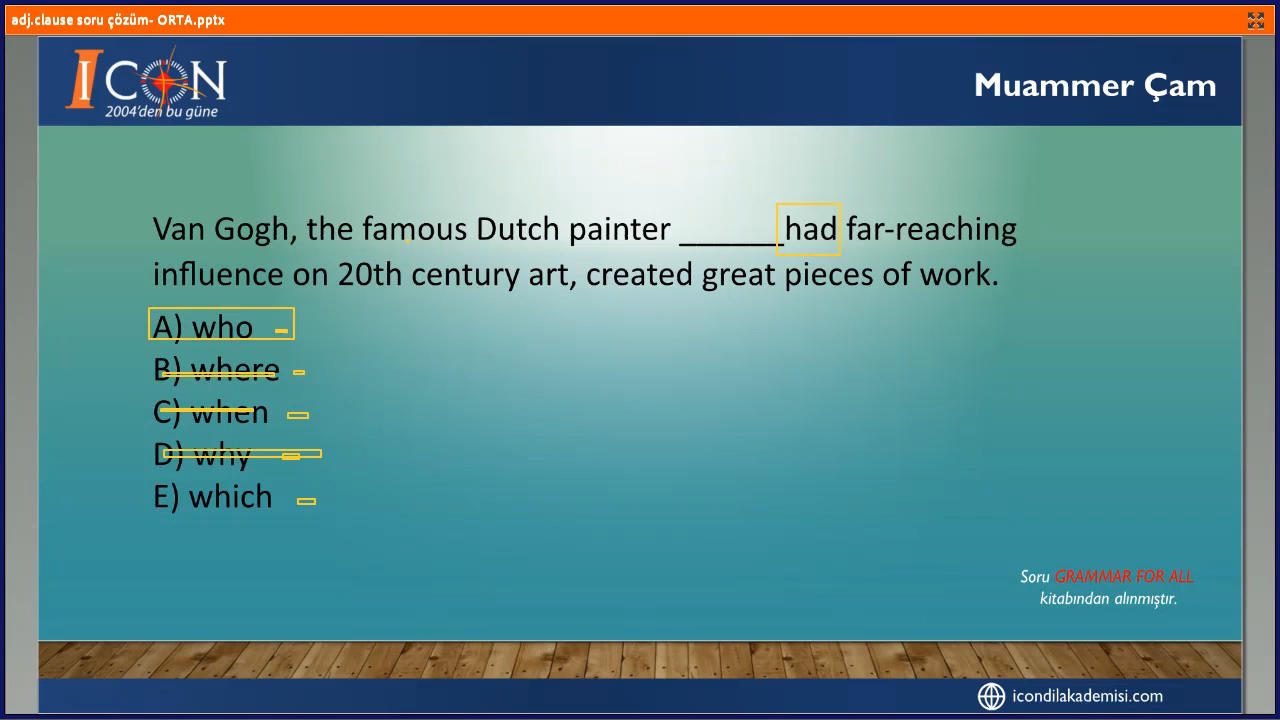 adj.clause soru çözüm- ORTA.pptx
ICON
2004'den bu güne
Muammer Çam
Van Gogh, the famous Dutch painter ______had far-reaching
influence on 20th century art, created great pieces of work.
A) who
B) where
C) when
D) why
E) which
Soru GRAMMAR FOR ALL
kitabından alınmıştır.
icondilakademisi.com